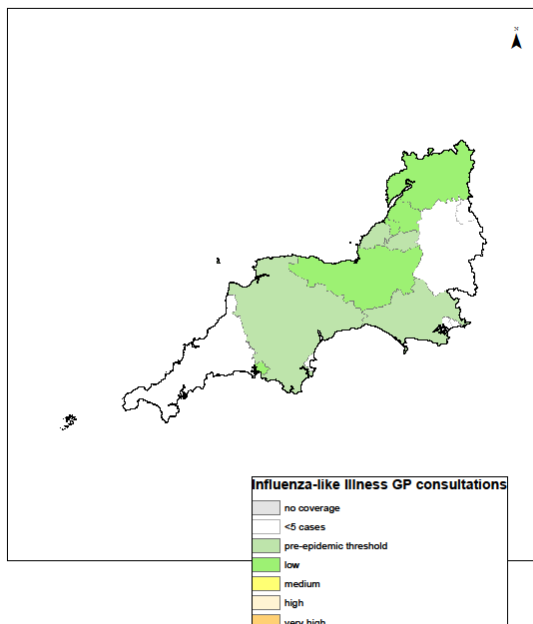 N
Influenza-like Illness GP consultations
no coverage
<5 cases
pre-epidemic threshold
low
medium
high
very high